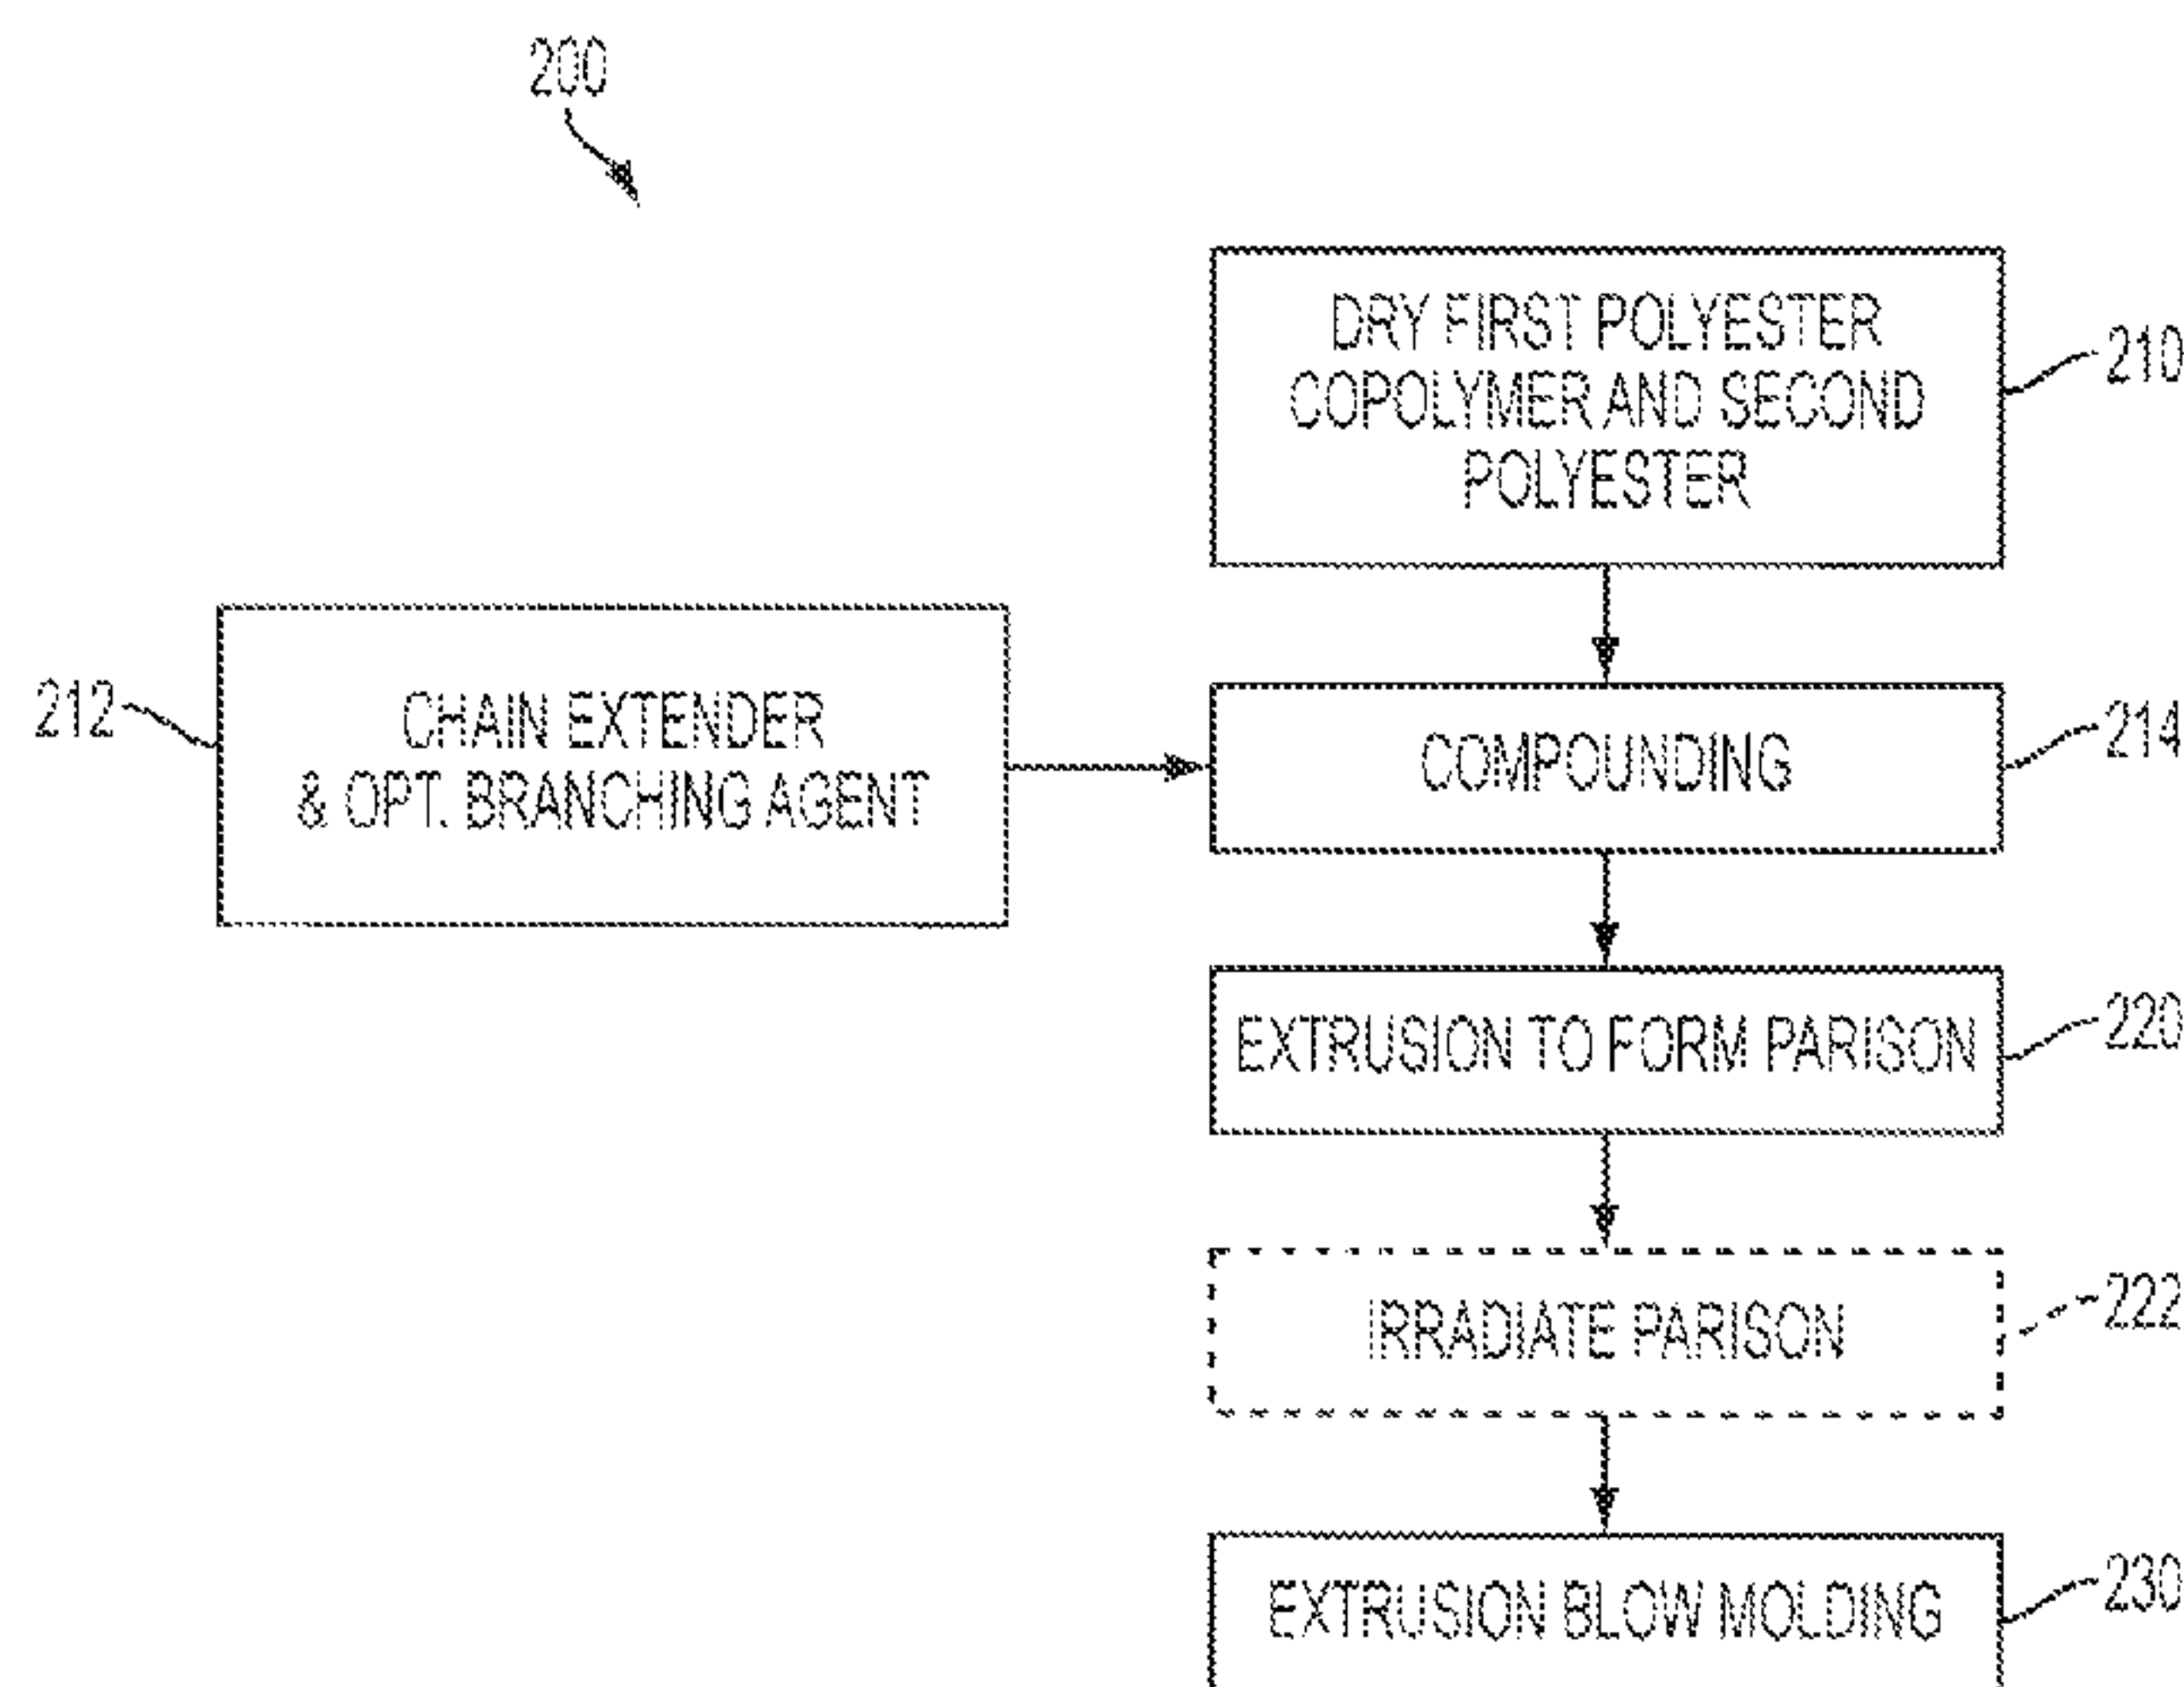 200
DRY FIRST POLYESTER
COPOLYMER AND SECOND
POLYESTER
210
212
CHAIN EXTENDER
& OPT. BRANCHING AGENT
COMPOUNDING
214
EXTRUSION TO FORM PARISON
220
IRRADIATE PARISON
222
EXTRUSION BLOW MOLDING
230